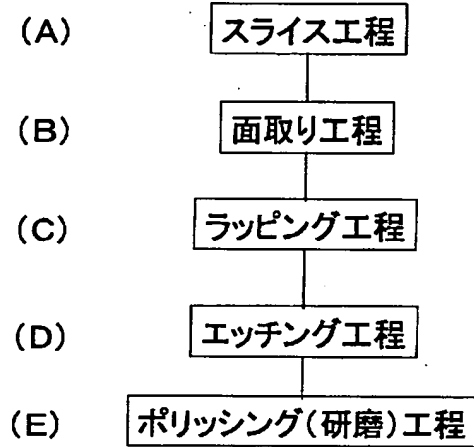 (A) スライス工程
(B) 面取り工程
(C) ラッピング工程
(D) エッチング工程
(E) ポリッシング(研磨)工程